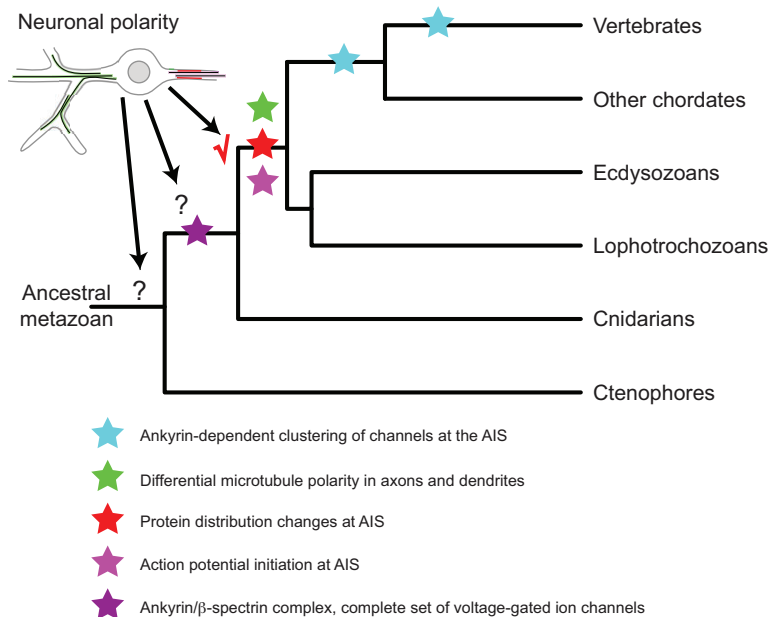 Neuronal polarity
Vertebrates
Other chordates
Ecdysozoans
?
Lophotrochozoans
?
Ancestral
metazoan
Cnidarians
Ctenophores
Ankyrin-dependent clustering of channels at the AIS
Differential microtubule polarity in axons and dendrites
Protein distribution changes at AIS
Action potential initiation at AIS
Ankyrin/β-spectrin complex, complete set of voltage-gated ion channels